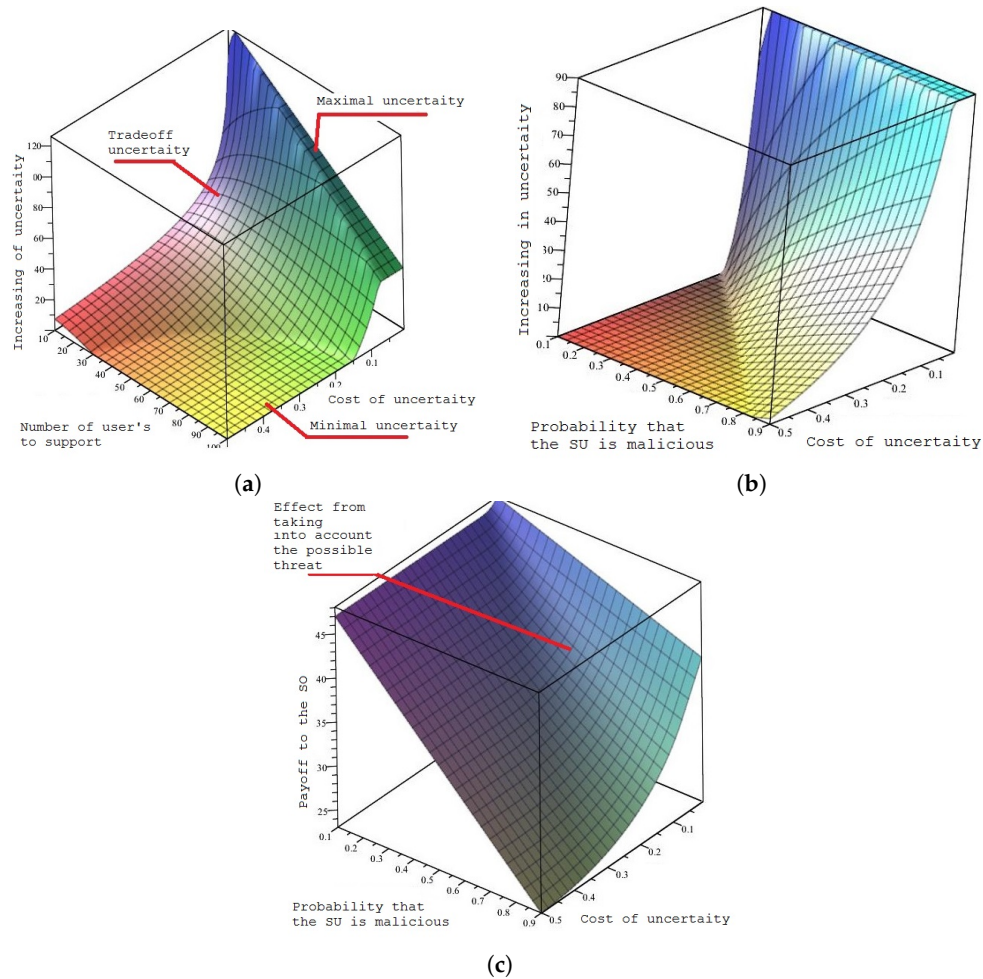 Maximal uncertaity
Tradeoff
uncertaity
Increasing of uncertaity
120
00
80
60
40
20
10
20
30
40
50
60
70
80
90
100
0.4
0.3
0.2
0.1
Cost of uncertaity
Number of user's
to support
Minimal uncertaity
(a)
Increasing in uncertaity
90
80
70
60
50
40
30
20
10
0
0.1
0.2
0.3
0.4
0.5
0.6
0.7
0.8
0.9
0.5
0.4
0.3
0.2
0.1
Probability that
the SU is malicious
Cost of uncertaity
(b)
Effect from
taking
into account
the possible
threat
Payoff to the SO
45
40
35
30
25
0.1
0.2
0.3
0.4
0.5
0.6
0.7
0.8
0.9
0.5
0.4
0.3
0.2
0.1
Probability that
the SU is malicious
Cost of uncertaity
(c)